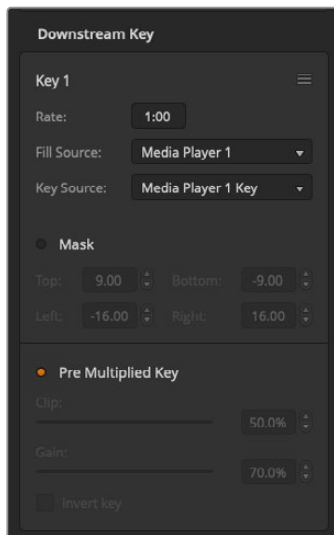 Downstream Key
Key 1
Rate: 1:00
Fill Source: Media Player 1
Key Source: Media Player 1 Key
Mask
Top: 9.00 Bottom: -9.00
Left: -16.00 Right: 16.00
Pre Multiplied Key
Clip:
50.0%
Gain:
70.0%
Invert key